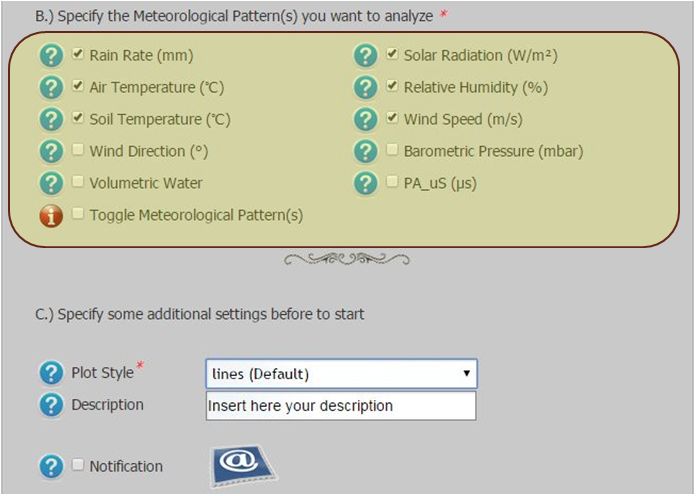 B.) Specify the Meteorological Pattern(s) you want to analyze *
? Rain Rate (mm) ? Solar Radiation (W/m²)
? Air Temperature (℃) ? Relative Humidity (%)
? Soil Temperature (℃) ? Wind Speed (m/s)
? Wind Direction (°) ? Barometric Pressure (mbar)
? Volumetric Water ? PA_uS (µs)
i Toggle Meteorological Pattern(s)
C.) Specify some additional settings before to start
? Plot Style* lines (Default)
? Description Insert here your description
? Notification @